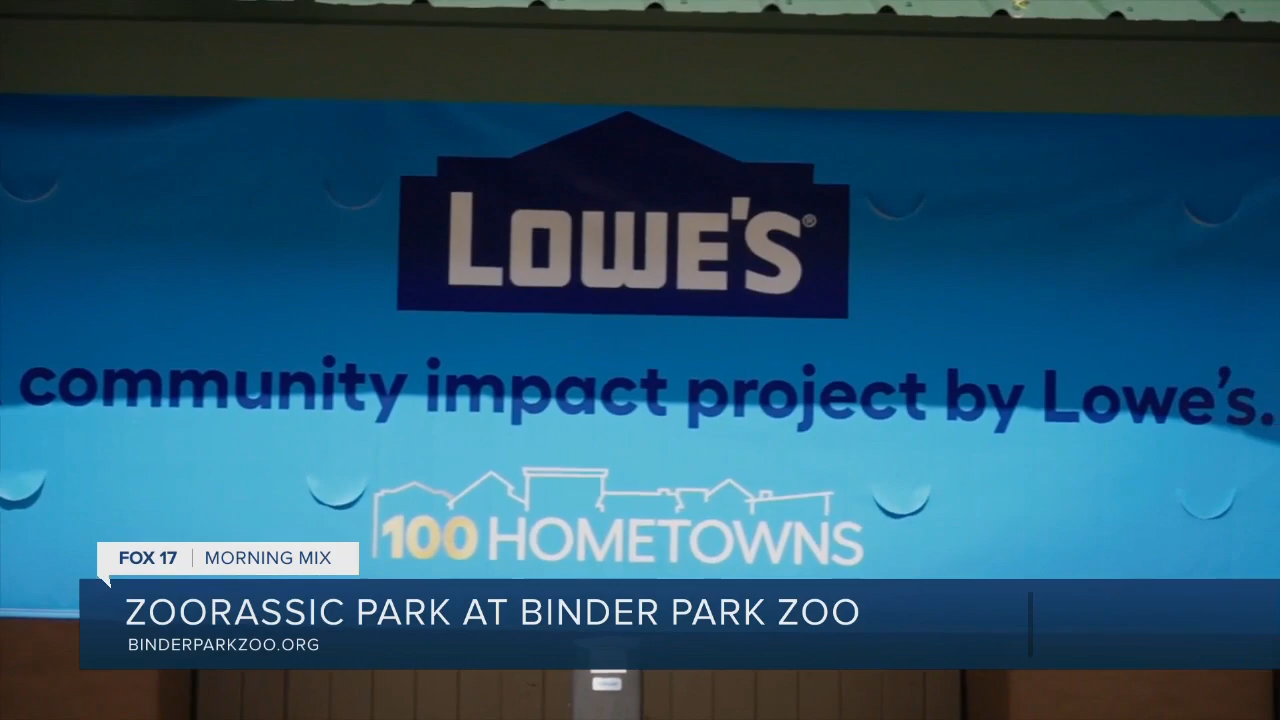 LOWE'S®
community impact project by Lowe's.
100 HOMETOWNS
FOX 17 | MORNING MIX
ZOORASSIC PARK AT BINDER PARK ZOO
BINDERPARKZOO.ORG